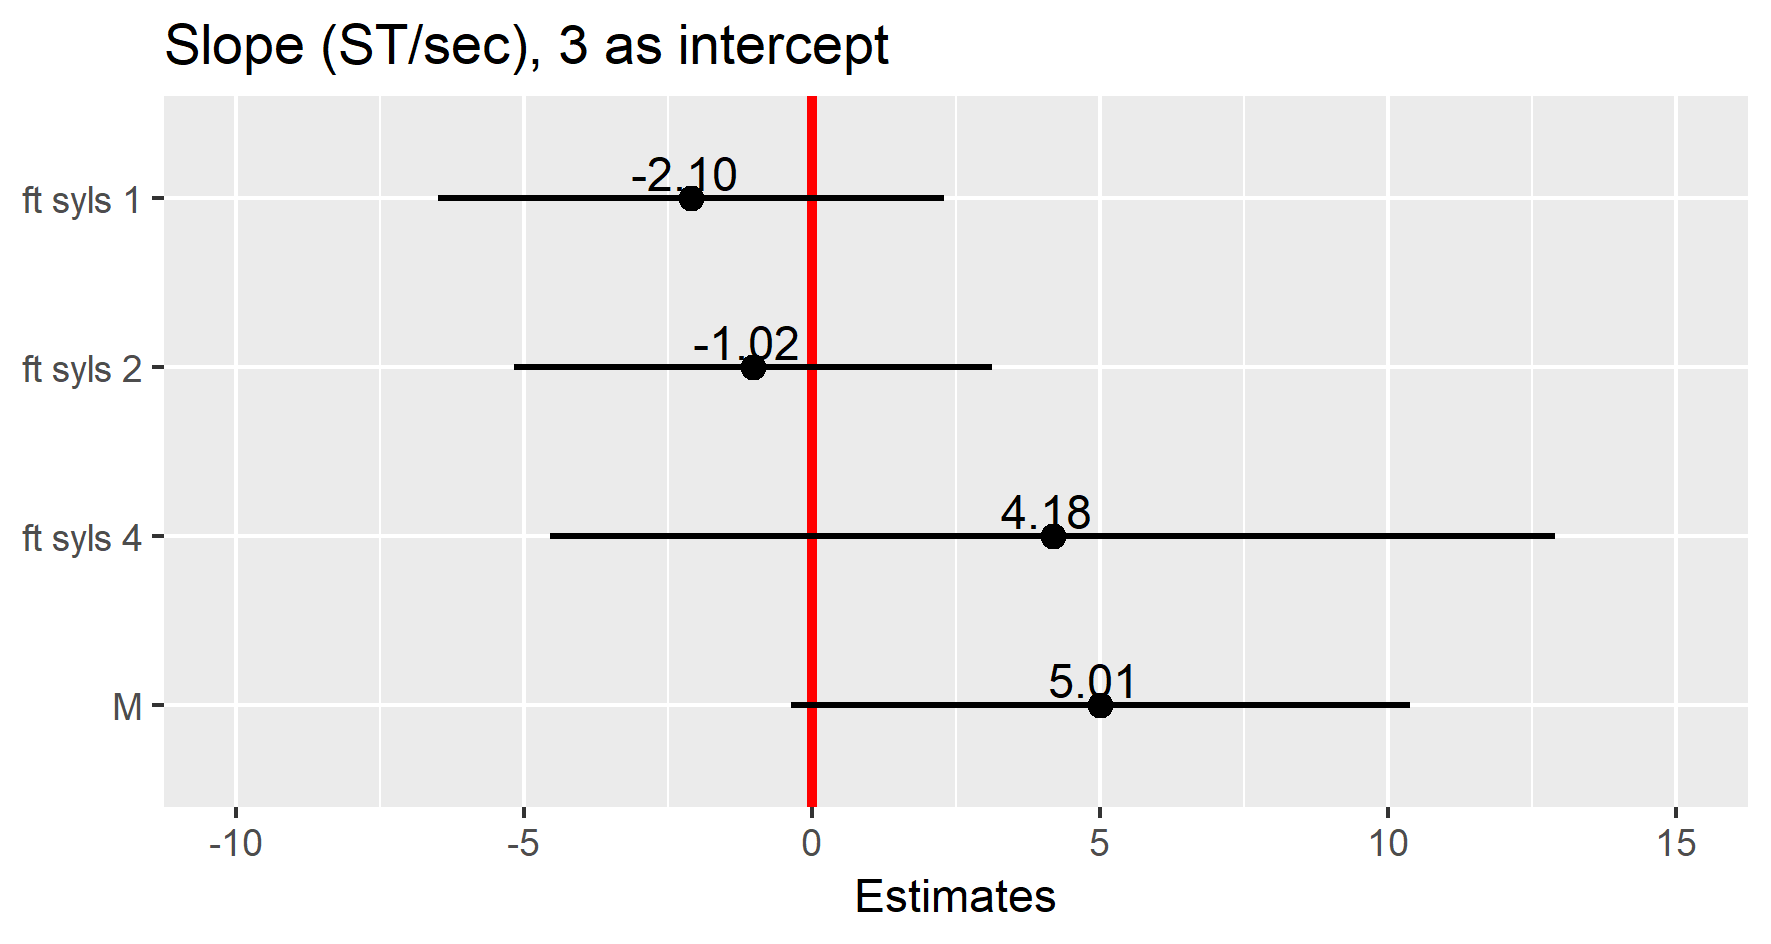 Slope (ST/sec), 3 as intercept
ft syls 1
-2.10
ft syls 2
-1.02
ft syls 4
4.18
M
5.01
-10 -5 0 5 10 15
Estimates